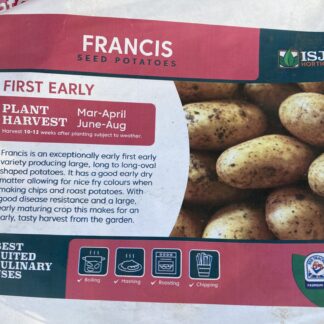 FRANCIS
SEED POTATOES
ISJ
HORTI
FIRST EARLY
PLANT Mar-April
HARVEST June-Aug
Harvest 10-12 weeks after planting subject to weather.
Francis is an exceptionally early first early
variety producing large, long to long-oval
shaped potatoes. It has a good early dry
matter allowing for nice fry colours when
making chips and roast potatoes. With
good disease resistance and a large,
early maturing crop this makes for an
early, tasty harvest from the garden.
BEST
SUITED
CULINARY
USES
Boiling
Mashing
Roasting
Chipping